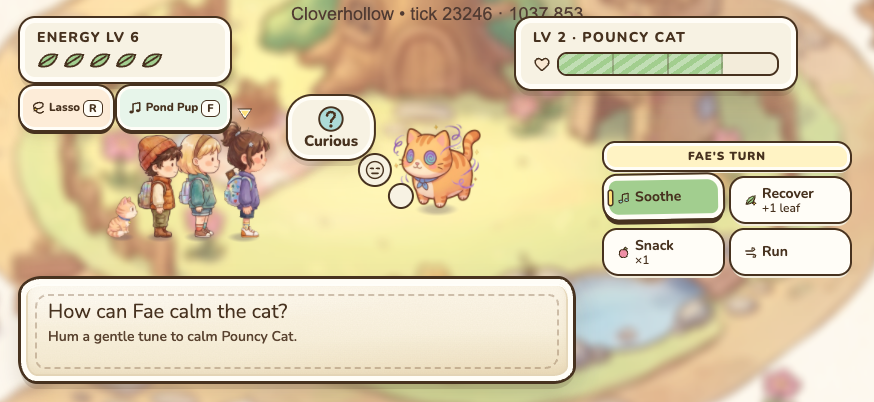 Cloverhollow • tick 23246 · 1037,853
ENERGY LV 6
Lasso R
Pond Pup F
LV 2 · POUNCY CAT
?
Curious
FAE'S TURN
Soothe
Recover
+1 leaf
Snack
×1
Run
How can Fae calm the cat?
Hum a gentle tune to calm Pouncy Cat.